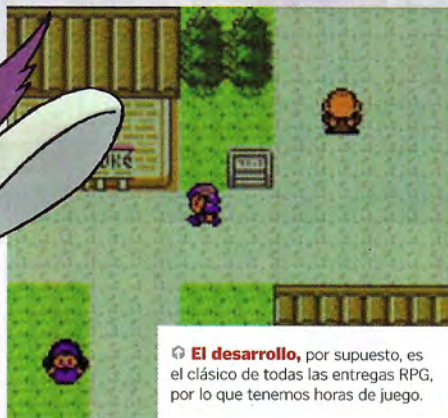 El desarrollo, por supuesto, es
el clásico de todas las entregas RPG,
por lo que tenemos horas de juego.